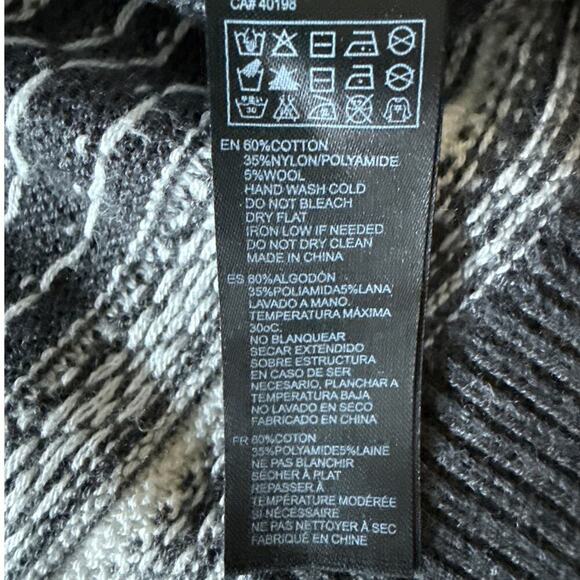 CA# 40198
30
EN 60%COTTON
35%NYLON/POLYAMIDE
5%WOOL
HAND WASH COLD
DO NOT BLEACH
DRY FLAT
IRON LOW IF NEEDED
DO NOT DRY CLEAN
MADE IN CHINA
ES 60%ALGODÓN
35%POLIAMIDA5%LANA
LAVADO A MANO.
TEMPERATURA MÁXIMA
30oC.
NO BLANQUEAR
SECAR EXTENDIDO
SOBRE ESTRUCTURA
EN CASO DE SER
NECESARIO, PLANCHAR A
TEMPERATURA BAJA
NO LAVADO EN SECO
FABRICADO EN CHINA
FR 60%COTON
35%POLYAMIDE5%LAINE
NE PAS BLANCHIR
SÉCHER À PLAT
REPASSER À
TEMPÉRATURE MODÉRÉE
SI NÉCESSAIRE
NE PAS NETTOYER À SEC
FABRIQUÉ EN CHINE